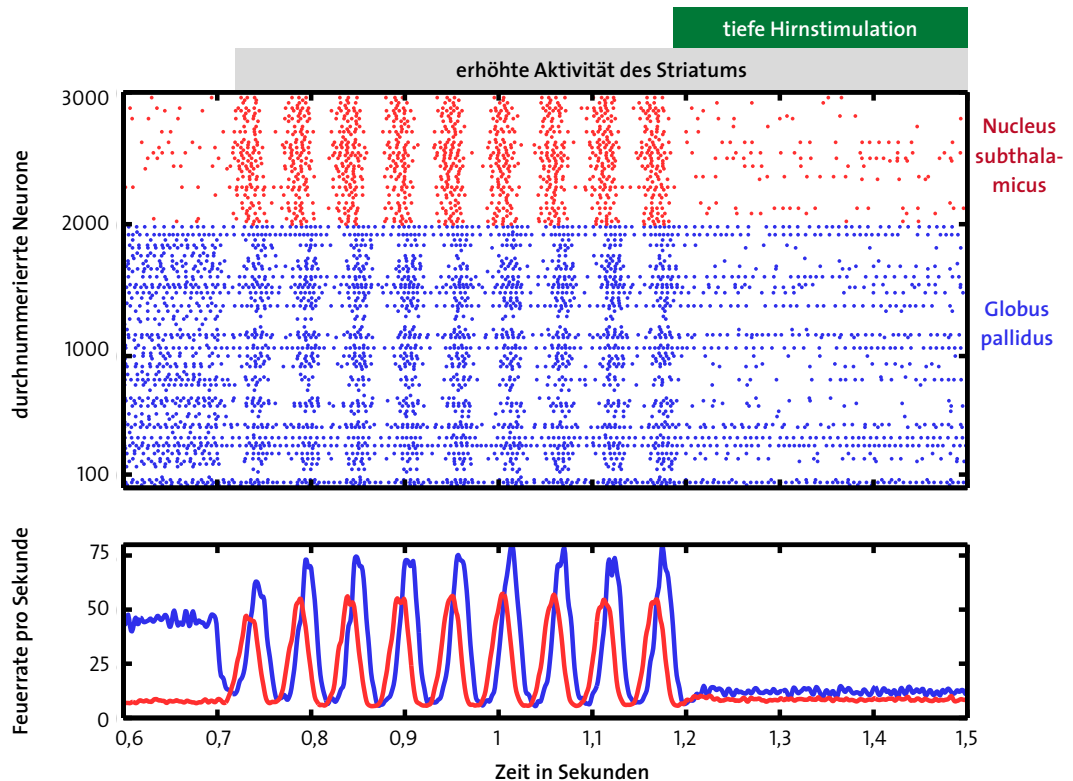 tiefe Hirnstimulation
erhöhte Aktivität des Striatums
durchnummerierrte Neurone
3000
2000
1000
100
Nucleus
subthala-
micus
Globus
pallidus
Feuerrate pro Sekunde
75
50
25
0
0,6 0,7 0,8 0,9 1 1,1 1,2 1,3 1,4 1,5
Zeit in Sekunden